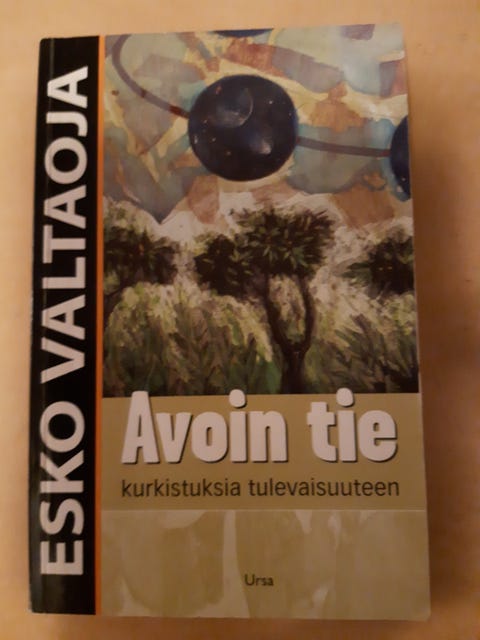 ESKO VALTAOJA
Avoin tie
kurkistuksia tulevaisuuteen
Ursa